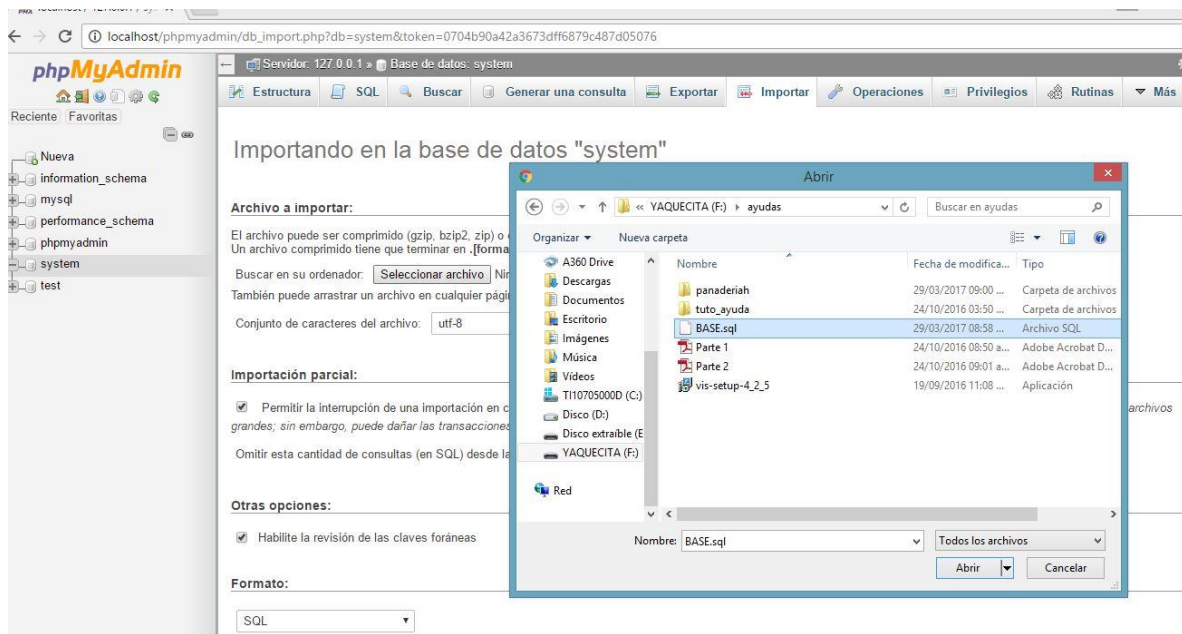 localhost/phpmyadmin/db_import.php?db=system&token=0704b90a42a3673dff6879c487d05076
phpMyAdmin
Reciente Favoritas
Nueva
information_schema
mysql
performance_schema
phpmyadmin
system
test
Servidor: 127.0.0.1 » Base de datos: system
Estructura SQL Buscar Generar una consulta Exportar Importar Operaciones Privilegios Rutinas Más
Importando en la base de datos "system"
Archivo a importar:
El archivo puede ser comprimido (gzip, bzip2, zip) o
Un archivo comprimido tiene que terminar en .[forma
Buscar en su ordenador: Seleccionar archivo Nin
También puede arrastrar un archivo en cualquier pági
Conjunto de caracteres del archivo: utf-8
Importación parcial:
Permitir la interrupción de una importación en c
archivos
grandes; sin embargo, puede dañar las transacciones
Omitir esta cantidad de consultas (en SQL) desde la
Otras opciones:
Habilite la revisión de las claves foráneas
Formato:
SQL
Abrir
« YAQUECITA (F:) ayudas
Buscar en ayudas
Organizar Nueva carpeta
A360 Drive
Descargas
Documentos
Escritorio
Imágenes
Música
Vídeos
TI10705000D (C:)
Disco (D:)
Disco extraíble (E
YAQUECITA (F:)
Red
Nombre Fecha de modifica... Tipo
panaderiah 29/03/2017 09:00 ... Carpeta de archivos
tuto_ayuda 24/10/2016 03:50 ... Carpeta de archivos
BASE.sql 29/03/2017 08:58 ... Archivo SQL
Parte 1 24/10/2016 08:50 a... Adobe Acrobat D...
Parte 2 24/10/2016 09:01 a... Adobe Acrobat D...
vis-setup-4_2_5 19/09/2016 11:08 ... Aplicación
Nombre: BASE.sql Todos los archivos
Abrir Cancelar